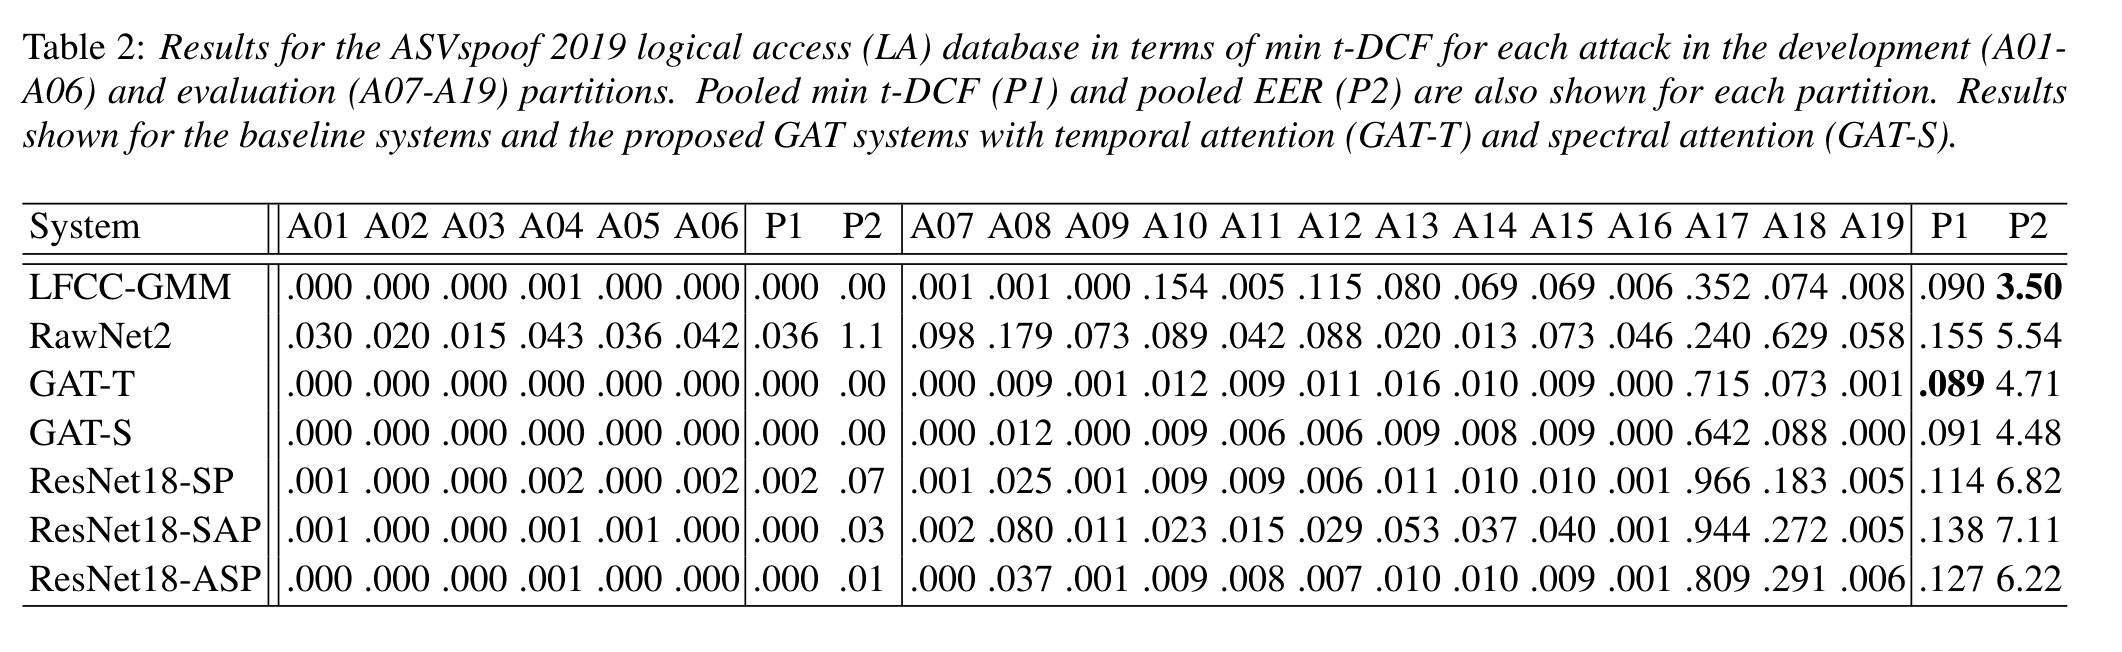 Table 2: Results for the ASVspoof 2019 logical access (LA) database in terms of min t-DCF for each attack in the development (A01-
A06) and evaluation (A07-A19) partitions. Pooled min t-DCF (P1) and pooled EER (P2) are also shown for each partition. Results
shown for the baseline systems and the proposed GAT systems with temporal attention (GAT-T) and spectral attention (GAT-S).
System A01 A02 A03 A04 A05 A06 P1 P2 A07 A08 A09 A10 A11 A12 A13 A14 A15 A16 A17 A18 A19 P1 P2
LFCC-GMM .000 .000 .000 .001 .000 .000 .000 .00 .001 .001 .000 .154 .005 .115 .080 .069 .069 .006 .352 .074 .008 .090 3.50
RawNet2 .030 .020 .015 .043 .036 .042 .036 1.1 .098 .179 .073 .089 .042 .088 .020 .013 .073 .046 .240 .629 .058 .155 5.54
GAT-T .000 .000 .000 .000 .000 .000 .000 .00 .000 .009 .001 .012 .009 .011 .016 .010 .009 .000 .715 .073 .001 .089 4.71
GAT-S .000 .000 .000 .000 .000 .000 .000 .00 .000 .012 .000 .009 .006 .006 .009 .008 .009 .000 .642 .088 .000 .091 4.48
ResNet18-SP .001 .000 .000 .002 .000 .002 .002 .07 .001 .025 .001 .009 .009 .006 .011 .010 .010 .001 .966 .183 .005 .114 6.82
ResNet18-SAP .001 .000 .000 .001 .001 .000 .000 .03 .002 .080 .011 .023 .015 .029 .053 .037 .040 .001 .944 .272 .005 .138 7.11
ResNet18-ASP .000 .000 .000 .001 .000 .000 .000 .01 .000 .037 .001 .009 .008 .007 .010 .010 .009 .001 .809 .291 .006 .127 6.22